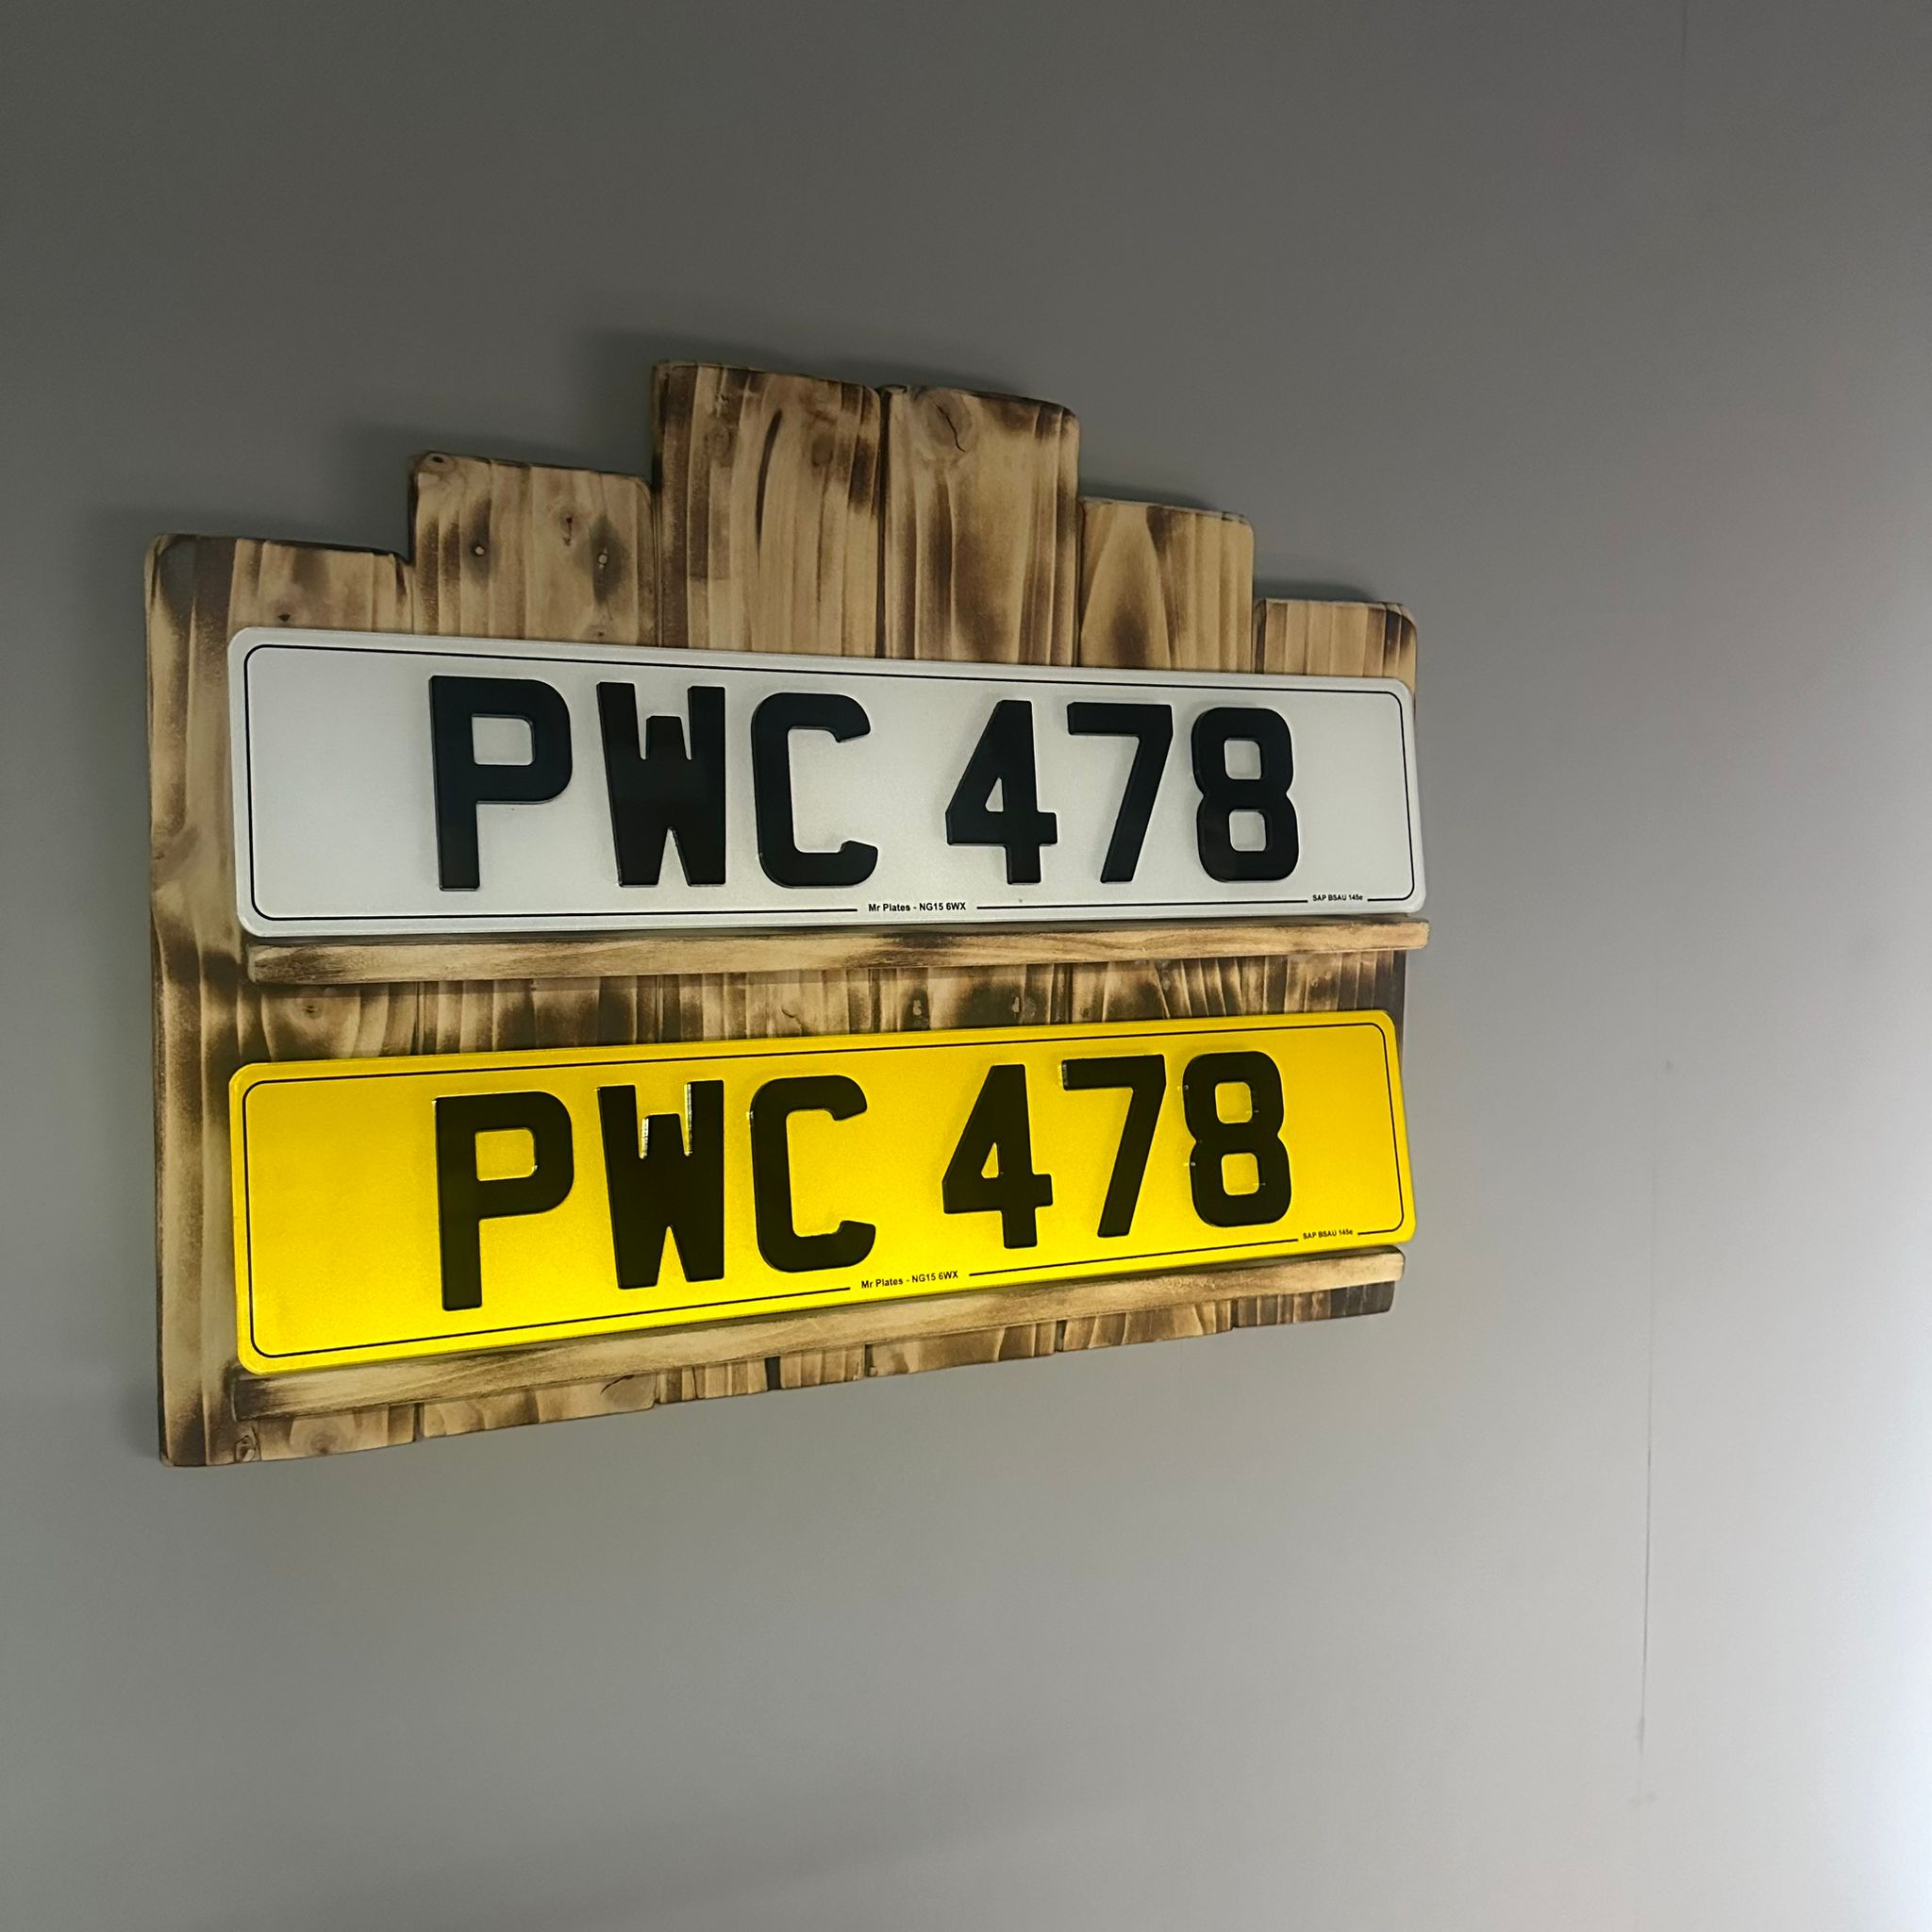 PWC 478
Mr Plates - NG15 6WX
SAP BSAU 145e
PWC 478
Mr Plates - NG15 6WX
SAP BSAU 145e